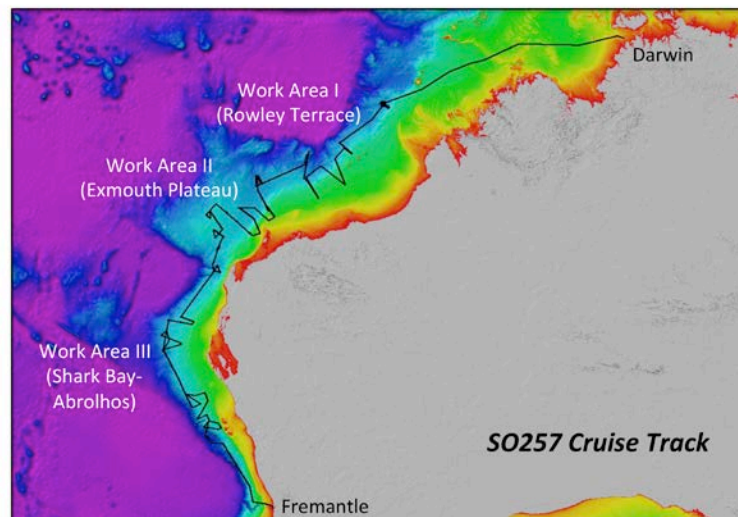 Darwin
Work Area I
(Rowley Terrace)
Work Area II
(Exmouth Plateau)
Work Area III
(Shark Bay-
Abrolhos)
SO257 Cruise Track
Fremantle